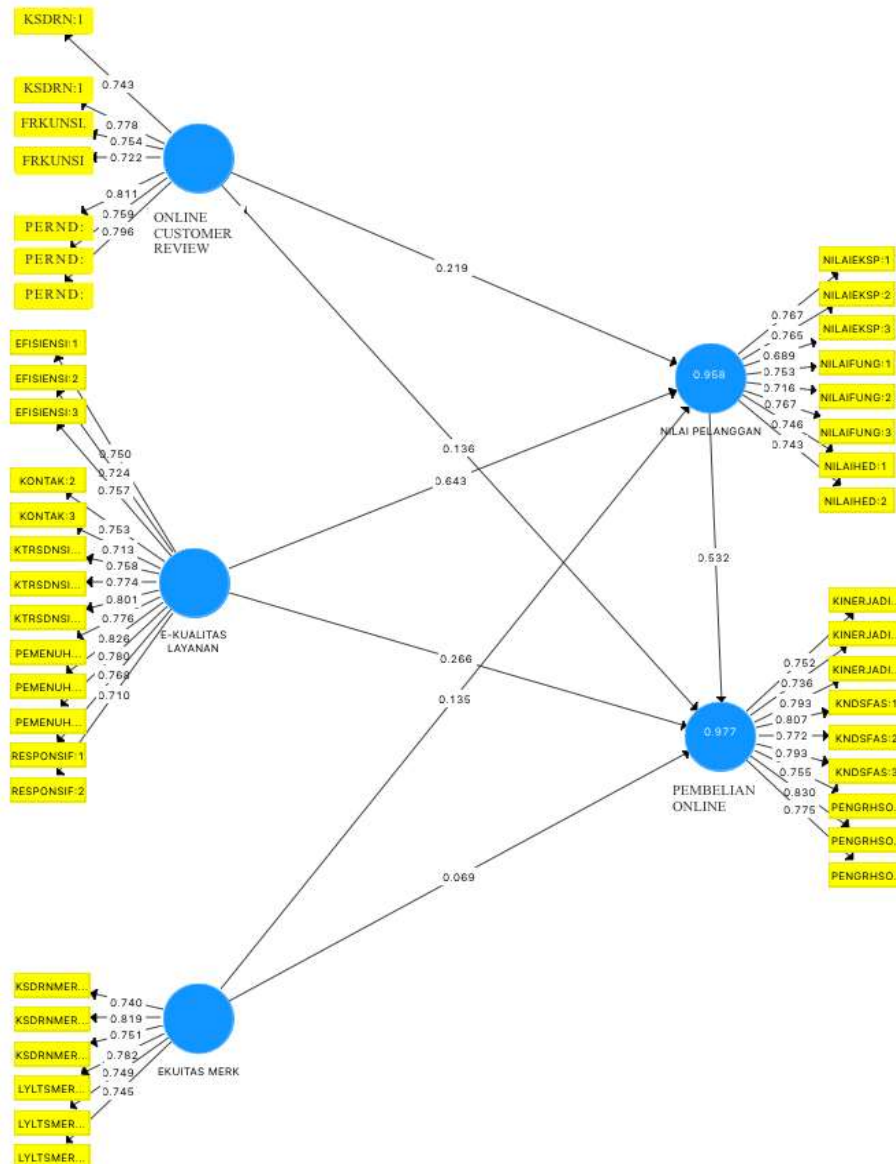 KSDRN:1
0.743
KSDRN:1
0.778
FRKUNSI.
0.754
FRKUNSI
0.722
0.811
PERND:
0.759
PERND:
0.796
PERND:
ONLINE
CUSTOMER
REVIEW
0.219
EFISIENSI:1
EFISIENSI:2
EFISIENSI:3
0.750
0.724
0.757
KONTAK:2
0.753
KONTAK:3
0.713
KTRSDNSI...
0.758
KTRSDNSI...
0.774
KTRSDNSI...
0.801
0.776
PEMENUH...
0.826
PEMENUH...
0.780
PEMENUH...
0.768
0.710
RESPONSIF:1
RESPONSIF:2
E-KUALITAS
LAYANAN
0.136
0.643
0.266
0.135
0.069
0.532
KSDRNMER...
0.740
KSDRNMER...
0.819
KSDRNMER...
0.751
0.782
LYLTSMER...
0.749
LYLTSMER...
0.745
LYLTSMER...
EKUITAS MERK
0.958
NILAI PELANGGAN
NILAIEKSP:1
0.767
NILAIEKSP:2
0.765
NILAIEKSP:3
0.689
NILAIFUNG:1
0.753
NILAIFUNG:2
0.716
NILAIFUNG:3
0.767
NILAIHED:1
0.746
NILAIHED:2
0.743
0.977
PEMBELIAN
ONLINE
KINERJADI..
0.752
KINERJADI..
0.736
KINERJADI..
0.793
KNDSFAS:1
0.807
KNDSFAS:2
0.772
KNDSFAS:3
0.793
0.755
PENGRHSO.
0.830
PENGRHSO.
0.775
PENGRHSO.